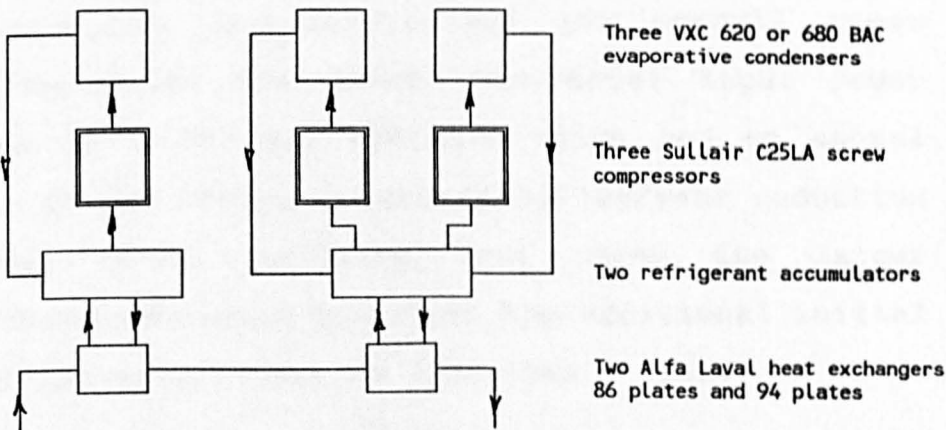 Three VXC 620 or 680 BAC
evaporative condensers
Three Sullair C25LA screw
compressors
Two refrigerant accumulators
Two Alfa Laval heat exchangers
86 plates and 94 plates